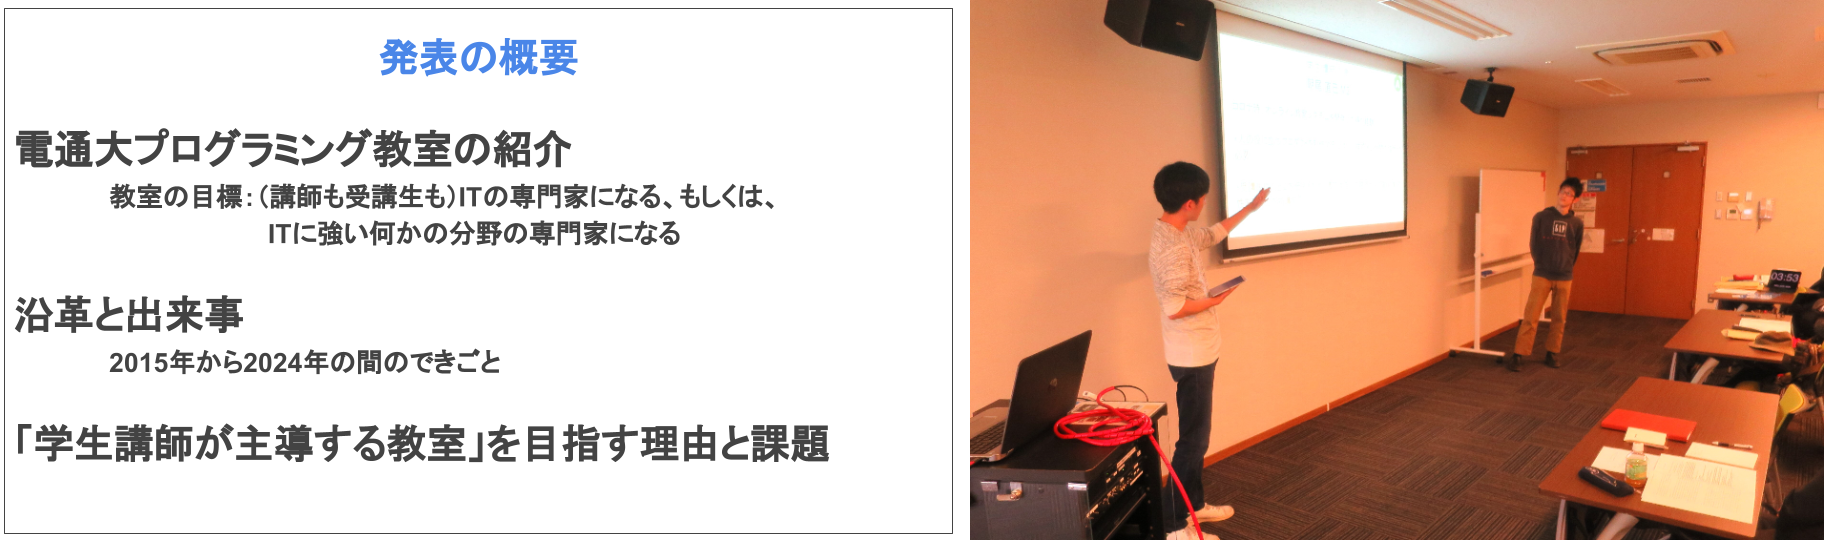 発表の概要
電通大プログラミング教室の紹介
教室の目標：（講師も受講生も）ITの専門家になる、もしくは、
ITに強い何かの分野の専門家になる
沿革と出来事
2015年から2024年の間のできごと
「学生講師が主導する教室」を目指す理由と課題
03:53